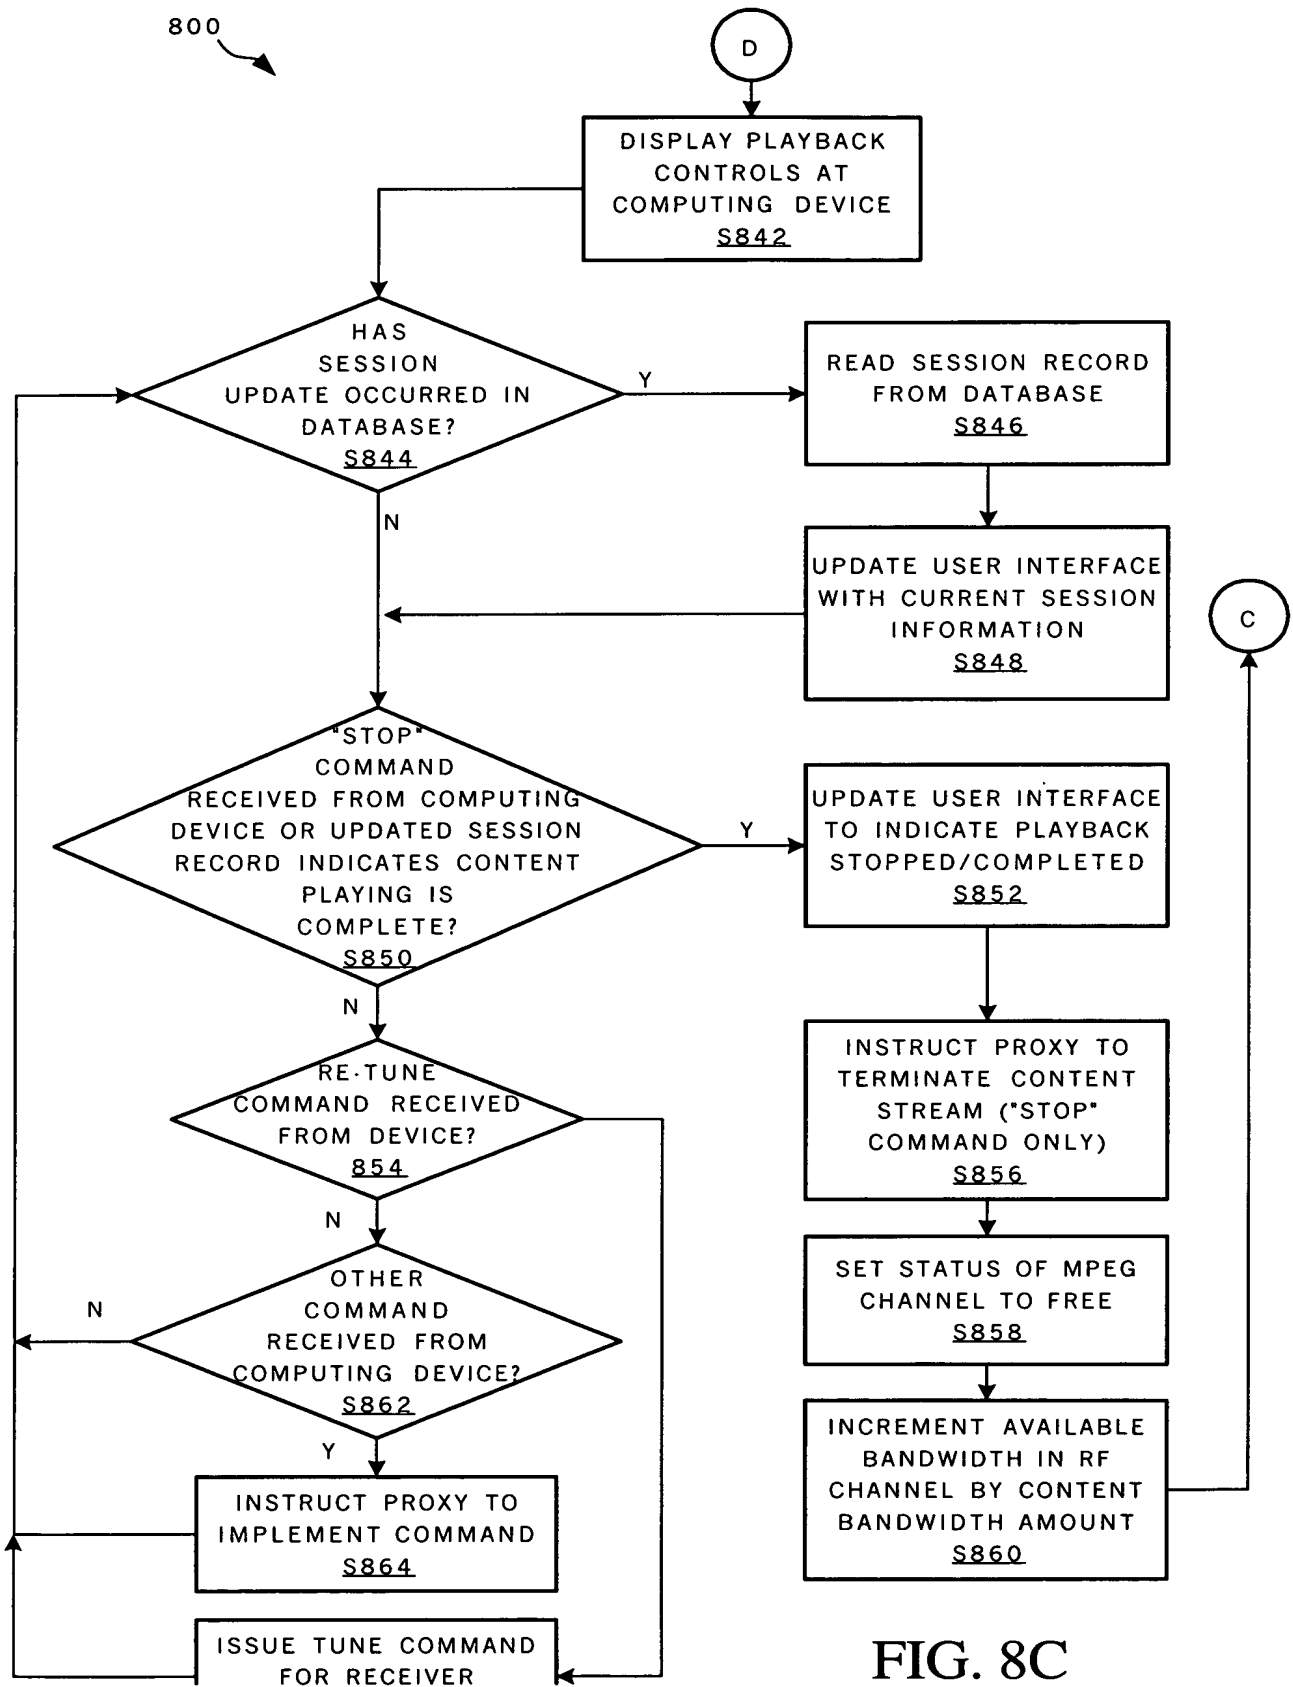 800
D
DISPLAY PLAYBACK
CONTROLS AT
COMPUTING DEVICE
S842
HAS
SESSION
UPDATE OCCURRED IN
DATABASE?
S844
Y
READ SESSION RECORD
FROM DATABASE
S846
N
UPDATE USER INTERFACE
WITH CURRENT SESSION
INFORMATION
S848
C
"STOP"
COMMAND
RECEIVED FROM COMPUTING
DEVICE OR UPDATED SESSION
RECORD INDICATES CONTENT
PLAYING IS
COMPLETE?
S850
Y
UPDATE USER INTERFACE
TO INDICATE PLAYBACK
STOPPED/COMPLETED
S852
N
RE-TUNE
COMMAND RECEIVED
FROM DEVICE?
854
INSTRUCT PROXY TO
TERMINATE CONTENT
STREAM ("STOP"
COMMAND ONLY)
S856
N
OTHER
COMMAND
RECEIVED FROM
COMPUTING DEVICE?
S862
N
SET STATUS OF MPEG
CHANNEL TO FREE
S858
Y
INCREMENT AVAILABLE
BANDWIDTH IN RF
CHANNEL BY CONTENT
BANDWIDTH AMOUNT
S860
INSTRUCT PROXY TO
IMPLEMENT COMMAND
S864
ISSUE TUNE COMMAND
FOR RECEIVER
FIG. 8C